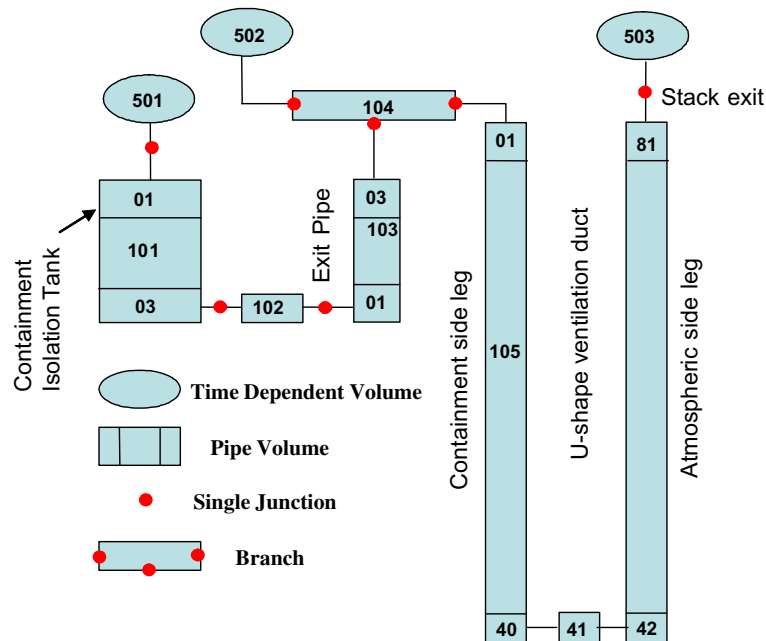 502
503
501
104
Stack exit
01
01
81
03
103
101
Exit Pipe
03
102
01
Containment
Isolation Tank
105
Containment side leg
U-shape ventilation duct
Atmospheric side leg
Time Dependent Volume
Pipe Volume
Single Junction
Branch
40
41
42